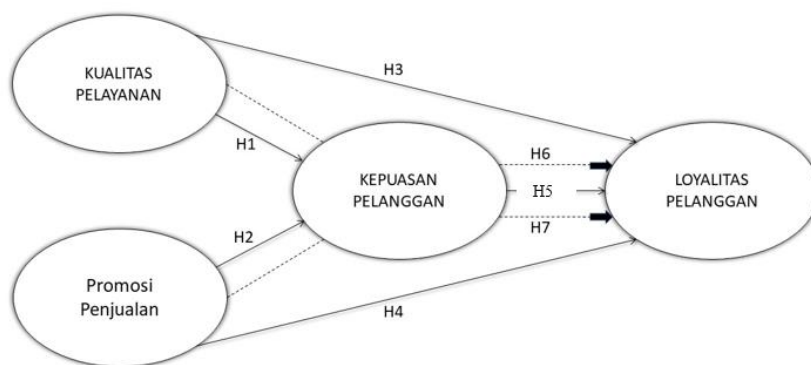 KUALITAS
PELAYANAN
H3
H1
KEPUASAN
PELANGGAN
H6
H5
H7
LOYALITAS
PELANGGAN
H2
Promosi
Penjualan
H4